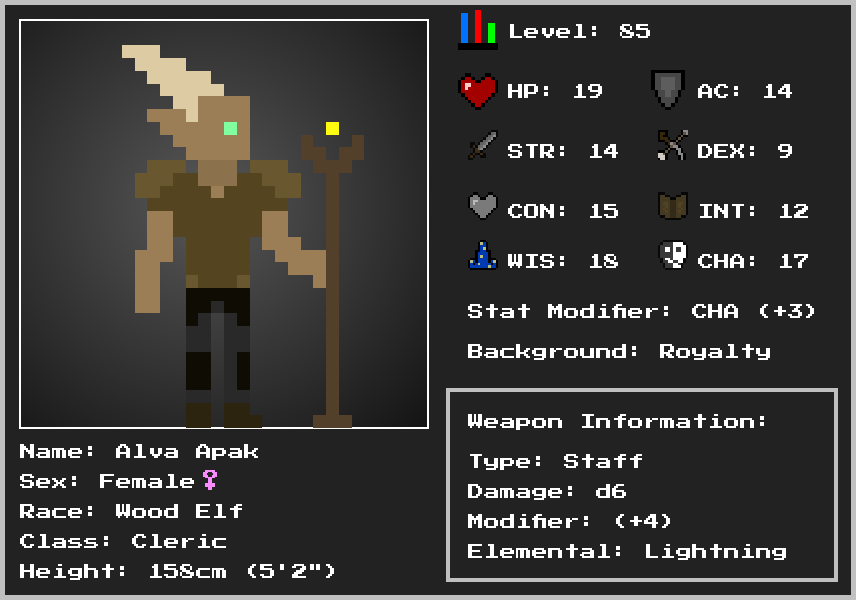 Level: 85
HP: 19
AC: 14
STR: 14
DEX: 9
CON: 15
INT: 12
WIS: 18
CHA: 17
Stat Modifier: CHA (+3)
Background: Royalty
Weapon Information:
Type: Staff
Damage: d6
Modifier: (+4)
Elemental: Lightning
Name: Alva Apak
Sex: Female♀
Race: Wood Elf
Class: Cleric
Height: 158cm (5'2")